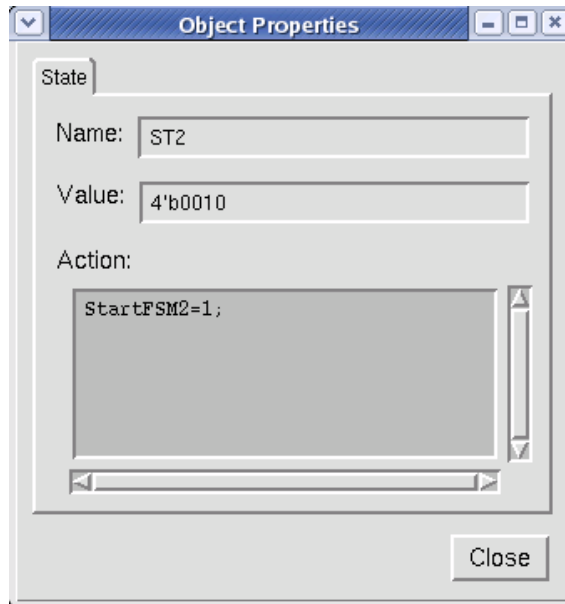 Object Properties
State
Name: ST2
Value: 4'b0010
Action:
StartFSM2=1;
Close